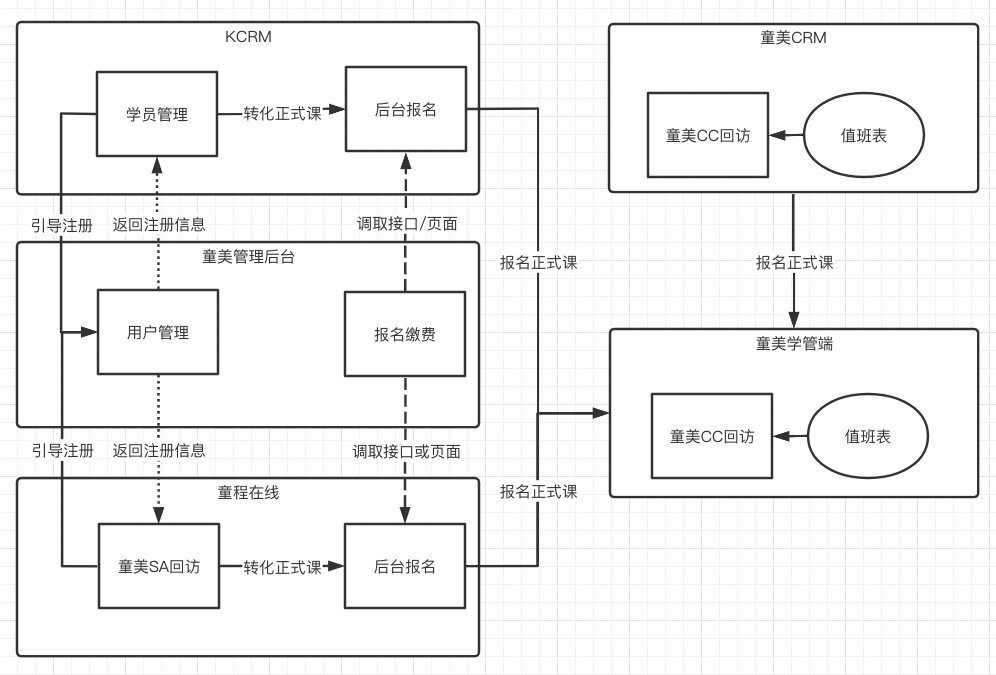 KCRM
学员管理
转化正式课
后台报名
引导注册
返回注册信息
调取接口/页面
童美管理后台
用户管理
报名缴费
引导注册
返回注册信息
调取接口或页面
童程在线
童美SA回访
转化正式课
后台报名
报名正式课
报名正式课
童美CRM
童美CC回访
值班表
报名正式课
童美学管端
童美CC回访
值班表